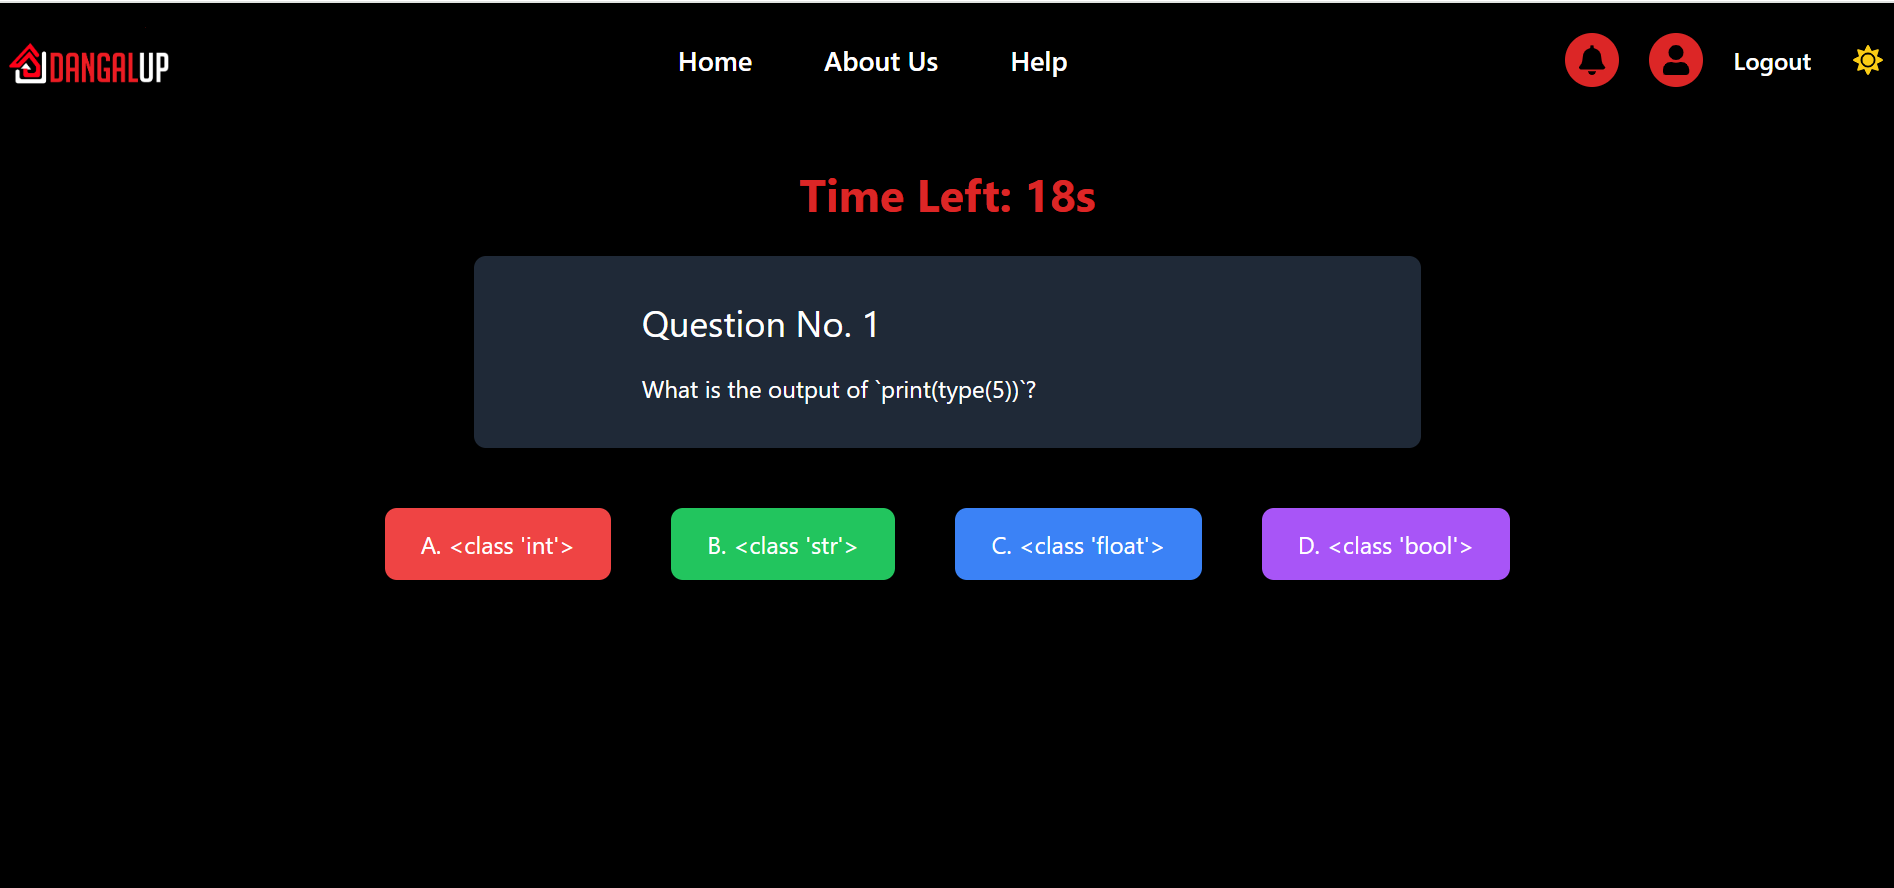 DANGALUP
Home About Us Help
Logout
Time Left: 18s
Question No. 1
What is the output of `print(type(5))`?
A. <class 'int'>
B. <class 'str'>
C. <class 'float'>
D. <class 'bool'>